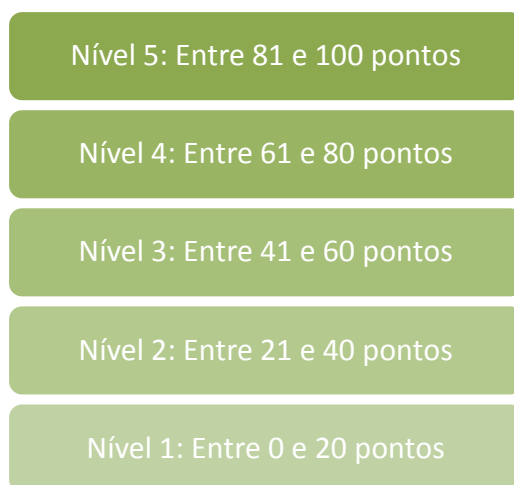 Nível 5: Entre 81 e 100 pontos
Nível 4: Entre 61 e 80 pontos
Nível 3: Entre 41 e 60 pontos
Nível 2: Entre 21 e 40 pontos
Nível 1: Entre 0 e 20 pontos